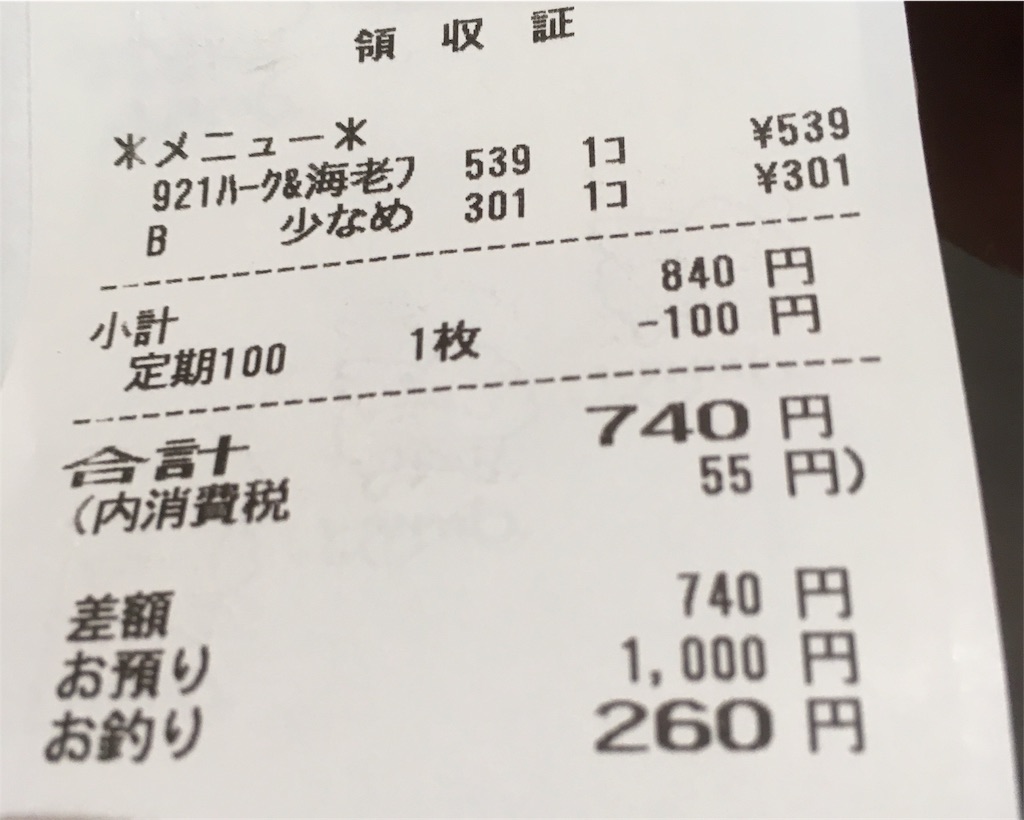 領収証
＊メニュー＊
921ﾊｰｸ&海老ﾌ 539 1コ ¥539
B 少なめ 301 1コ ¥301
小計 840 円
定期100 1枚 -100 円
合計 740 円
(内消費税 55 円)
差額 740 円
お預り 1,000 円
お釣り 260 円